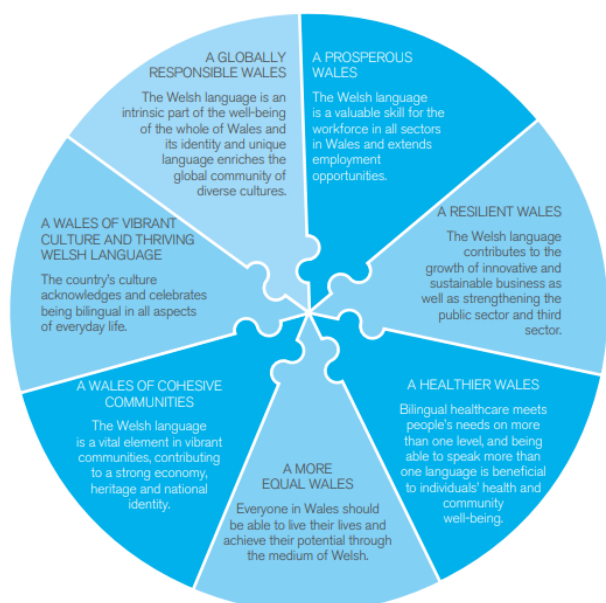 A GLOBALLY
RESPONSIBLE WALES
The Welsh language is an
intrinsic part of the well-being
of the whole of Wales and
its identity and unique
language enriches the
global community of
diverse cultures.
A PROSPEROUS
WALES
The Welsh language
is a valuable skill for the
workforce in all sectors
in Wales and extends
employment
opportunities.
A RESILIENT WALES
The Welsh language
contributes to the
growth of innovative and
sustainable business as
well as strengthening the
public sector and third
sector.
A HEALTHIER WALES
Bilingual healthcare meets
people's needs on more
than one level, and being
able to speak more than
one language is beneficial
to individuals' health and
community
well-being.
A MORE
EQUAL WALES
Everyone in Wales should
be able to live their lives and
achieve their potential through
the medium of Welsh.
A WALES OF COHESIVE
COMMUNITIES
The Welsh language
is a vital element in vibrant
communities, contributing
to a strong economy,
heritage and national
identity.
A WALES OF VIBRANT
CULTURE AND THRIVING
WELSH LANGUAGE
The country's culture
acknowledges and celebrates
being bilingual in all aspects
of everyday life.